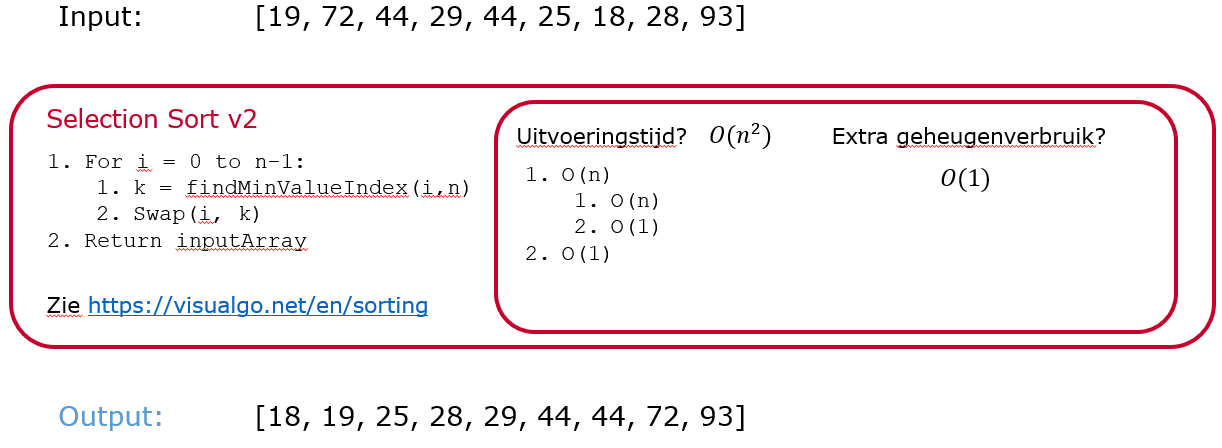 Input: [19, 72, 44, 29, 44, 25, 18, 28, 93]
Selection Sort v2
1. For i = 0 to n-1:
1. k = findMinValueIndex(i,n)
2. Swap(i, k)
2. Return inputArray
Zie https://visualgo.net/en/sorting
Uitvoeringstijd? O(n²)
1. O(n)
1. O(n)
2. O(1)
2. O(1)
Extra geheugenverbruik?
O(1)
Output: [18, 19, 25, 28, 29, 44, 44, 72, 93]